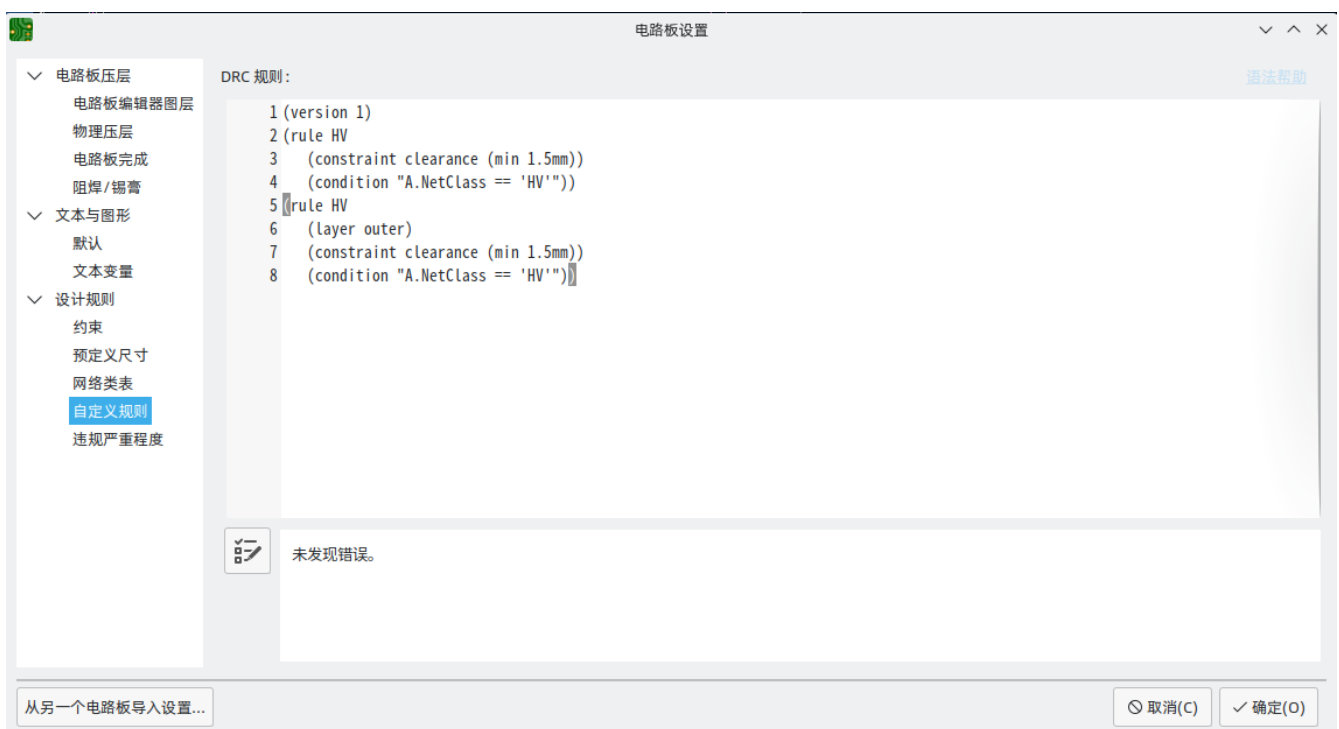 电路板设置
电路板压层
电路板编辑器图层
物理压层
电路板完成
阻焊/锡膏
文本与图形
默认
文本变量
设计规则
约束
预定义尺寸
网络类表
自定义规则
违规严重程度
DRC 规则:
语法帮助
1 (version 1)
2 (rule HV
3 (constraint clearance (min 1.5mm))
4 (condition "A.NetClass == 'HV'"))
5 (rule HV
6 (layer outer)
7 (constraint clearance (min 1.5mm))
8 (condition "A.NetClass == 'HV'"))
未发现错误。
从另一个电路板导入设置...
取消(C)
确定(O)